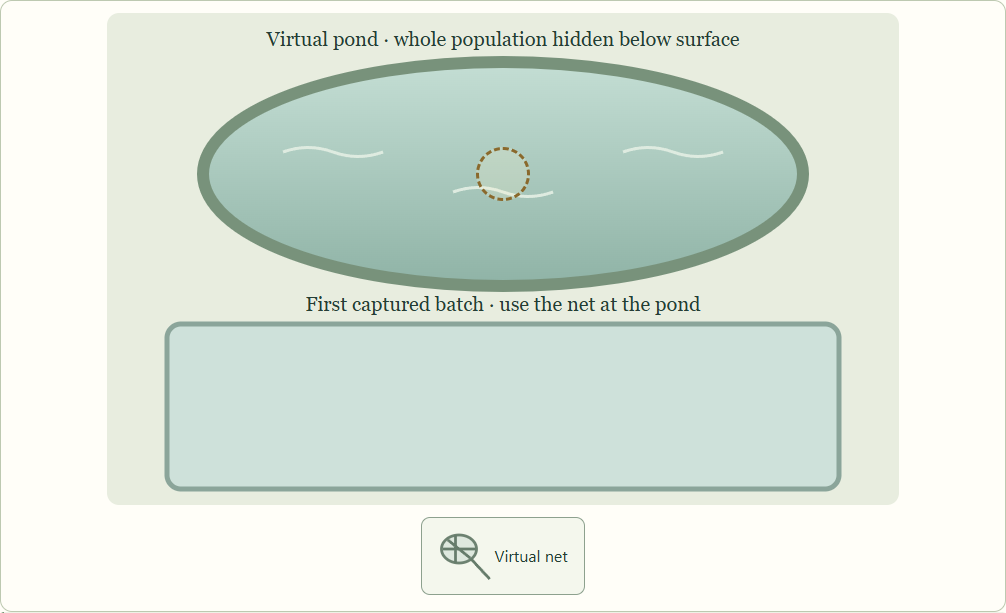 Virtual pond · whole population hidden below surface
First captured batch · use the net at the pond
Virtual net